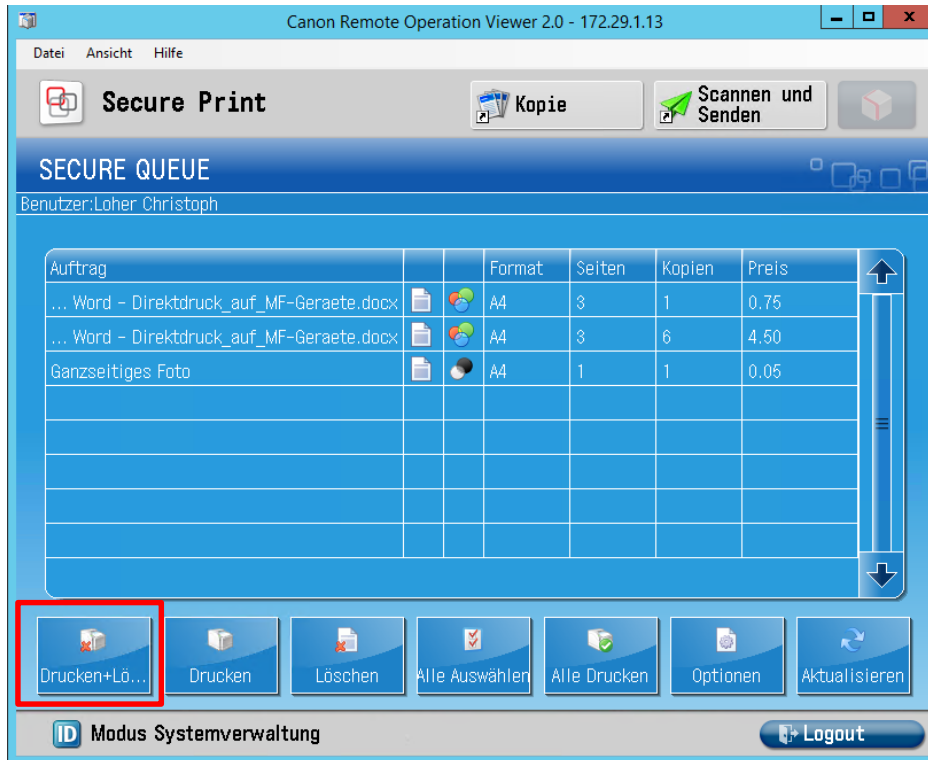 Canon Remote Operation Viewer 2.0 - 172.29.1.13
Datei Ansicht Hilfe
Secure Print
Kopie
Scannen und
Senden
SECURE QUEUE
Benutzer:Loher Christoph
Auftrag Format Seiten Kopien Preis
... Word - Direktdruck_auf_MF-Geraete.docx A4 3 1 0.75
... Word - Direktdruck_auf_MF-Geraete.docx A4 3 6 4.50
Ganzseitiges Foto A4 1 1 0.05
Drucken+Lö... Drucken Löschen Alle Auswählen Alle Drucken Optionen Aktualisieren
ID Modus Systemverwaltung Logout